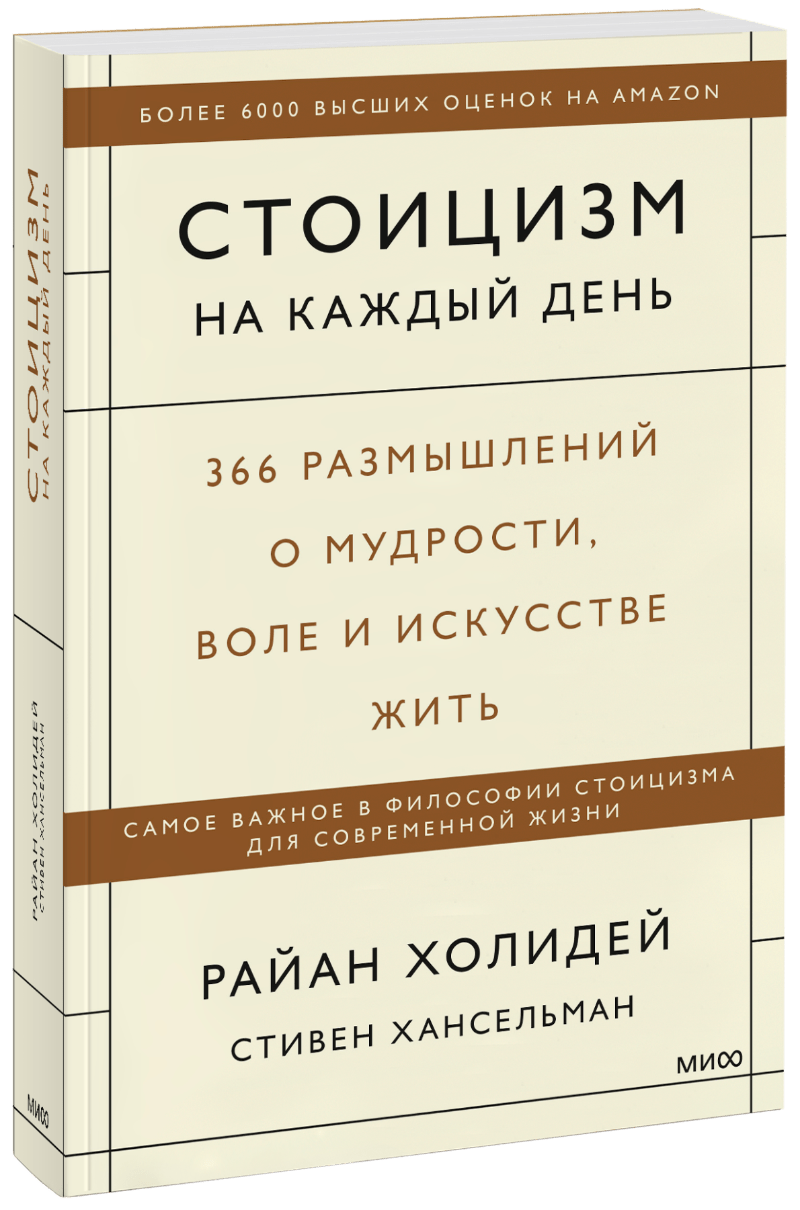 БОЛЕЕ 6000 ВЫСШИХ ОЦЕНОК НА AMAZON
СТОИЦИЗМ
НА КАЖДЫЙ ДЕНЬ
366 РАЗМЫШЛЕНИЙ
О МУДРОСТИ,
ВОЛЕ И ИСКУССТВЕ
ЖИТЬ
САМОЕ ВАЖНОЕ В ФИЛОСОФИИ СТОИЦИЗМА
ДЛЯ СОВРЕМЕННОЙ ЖИЗНИ
РАЙАН ХОЛИДЕЙ
СТИВЕН ХАНСЕЛЬМАН
МИФ
СТОИЦИЗМ
НА КАЖДЫЙ ДЕНЬ
РАЙАН ХОЛИДЕЙ
СТИВЕН ХАНСЕЛЬМАН
МИФ